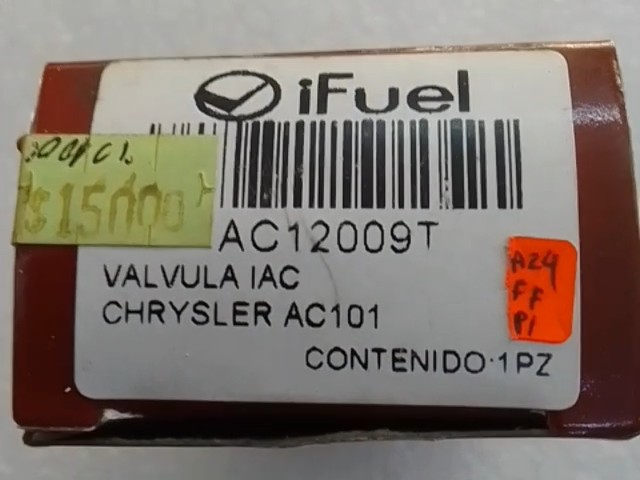 iFuel
$15000
AC12009T
VALVULA IAC
CHRYSLER AC101
CONTENIDO·1PZ
A24
FF
P1